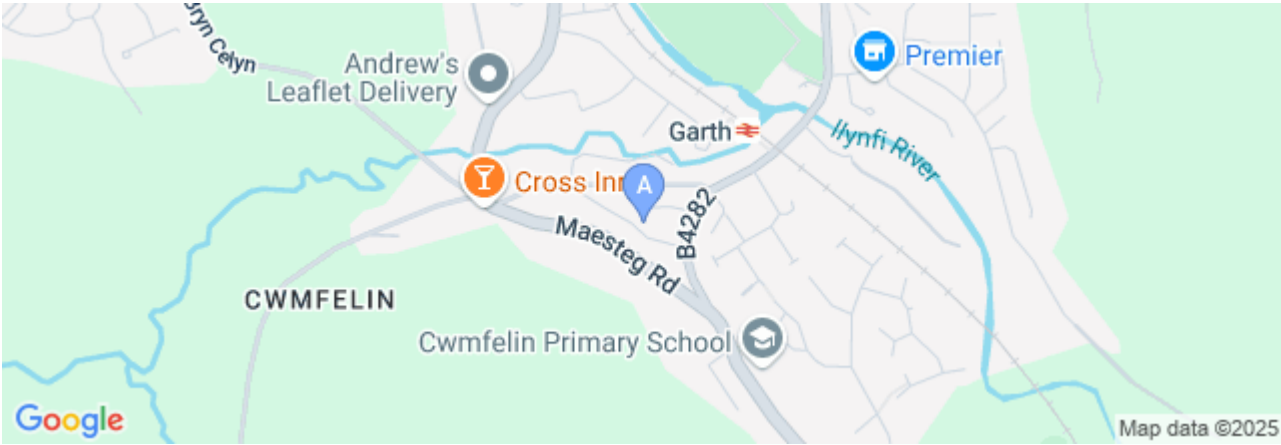 Bryn Celyn
Andrew's
Leaflet Delivery
Premier
Garth
llynfi River
Cross Inn
A
B4282
Maesteg Rd
CWMFELIN
Cwmfelin Primary School
Google
Map data ©2025